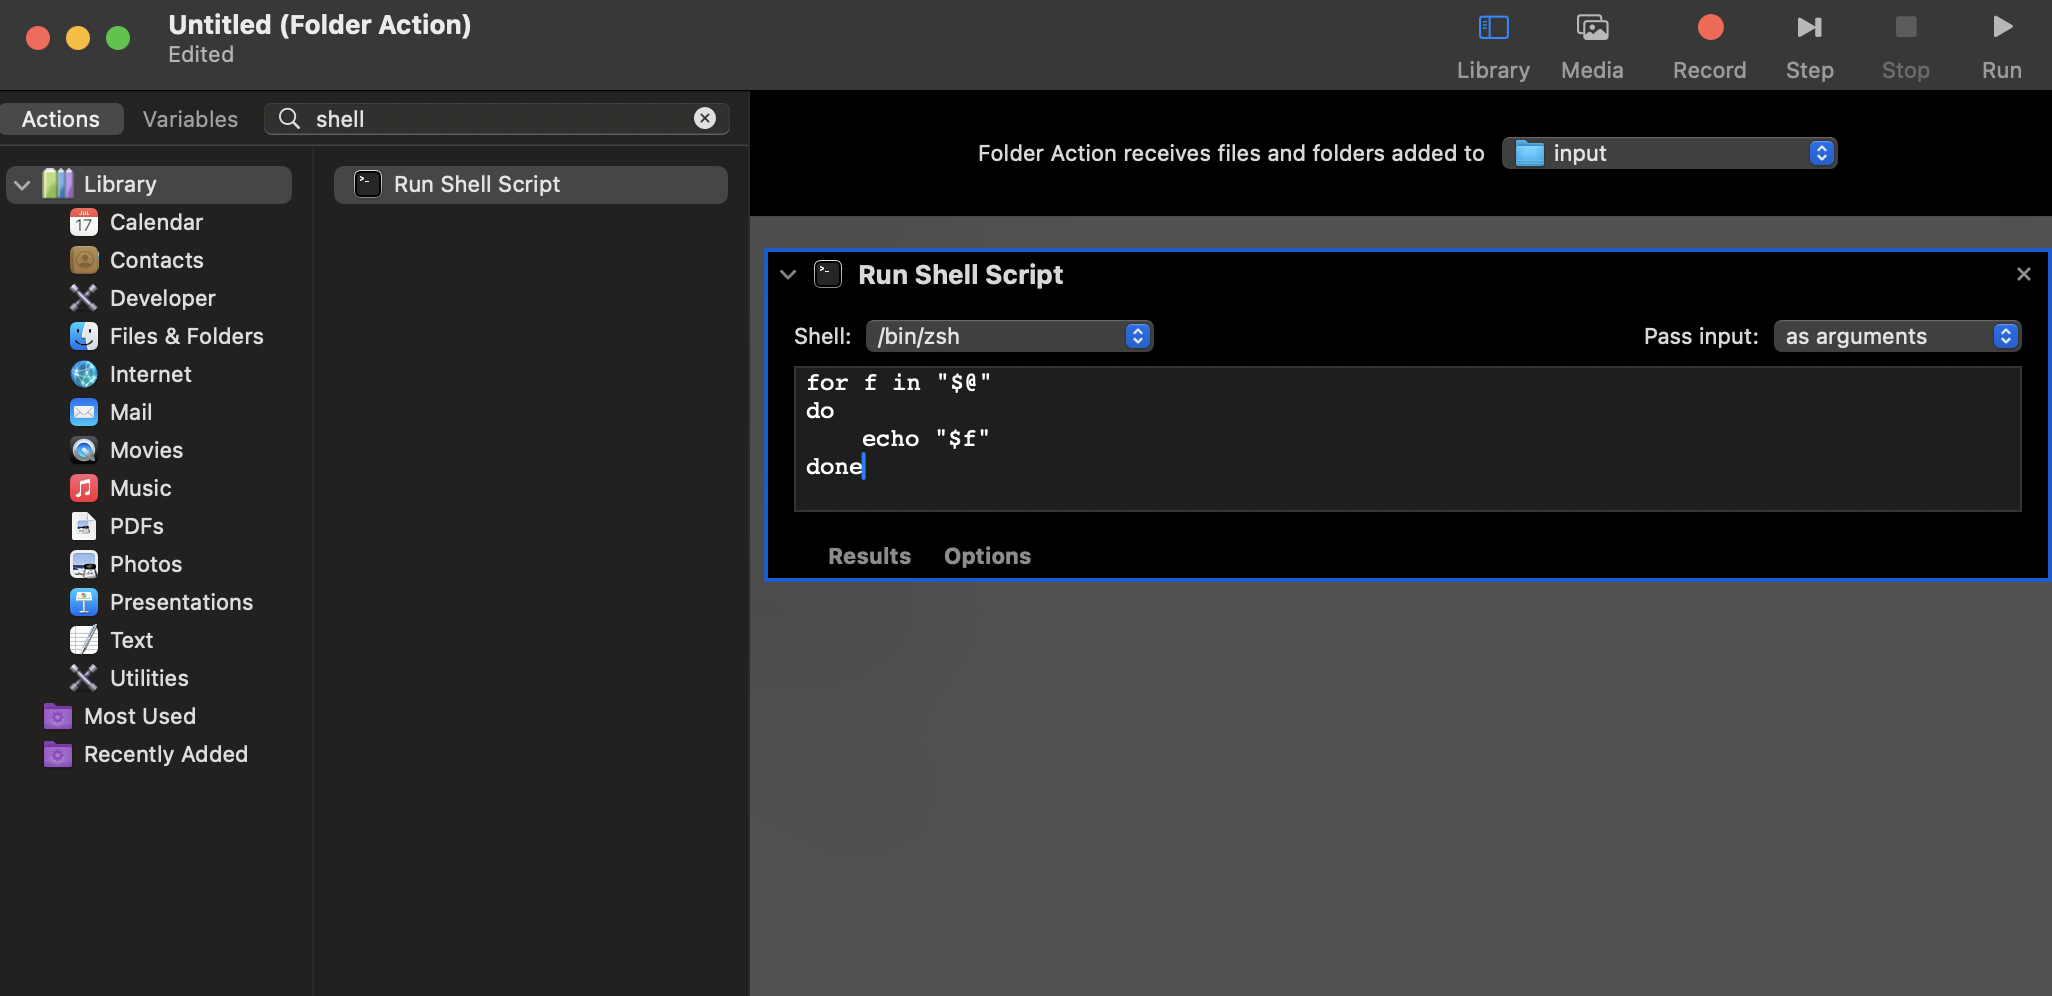 Untitled (Folder Action)
Edited
Library
Media
Record
Step
Stop
Run
Actions
Variables
shell
Folder Action receives files and folders added to
input
Library
Calendar
Contacts
Developer
Files & Folders
Internet
Mail
Movies
Music
PDFs
Photos
Presentations
Text
Utilities
Most Used
Recently Added
JUL
17
Run Shell Script
Run Shell Script
Shell:
/bin/zsh
Pass input:
as arguments
for f in "$@"
do
    echo "$f"
done
Results
Options